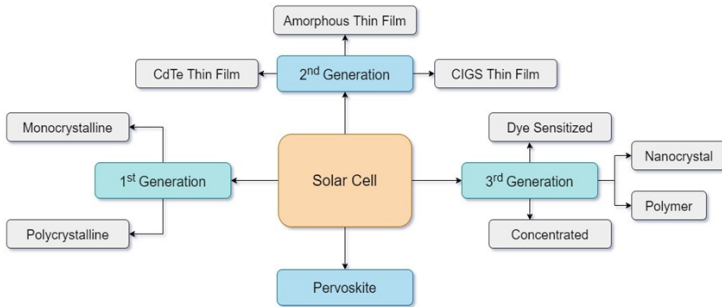 Amorphous Thin Film
CdTe Thin Film
2nd Generation
CIGS Thin Film
Monocrystalline
Dye Sensitized
Nanocrystal
1st Generation
Solar Cell
3rd Generation
Polymer
Polycrystalline
Concentrated
Pervoskite